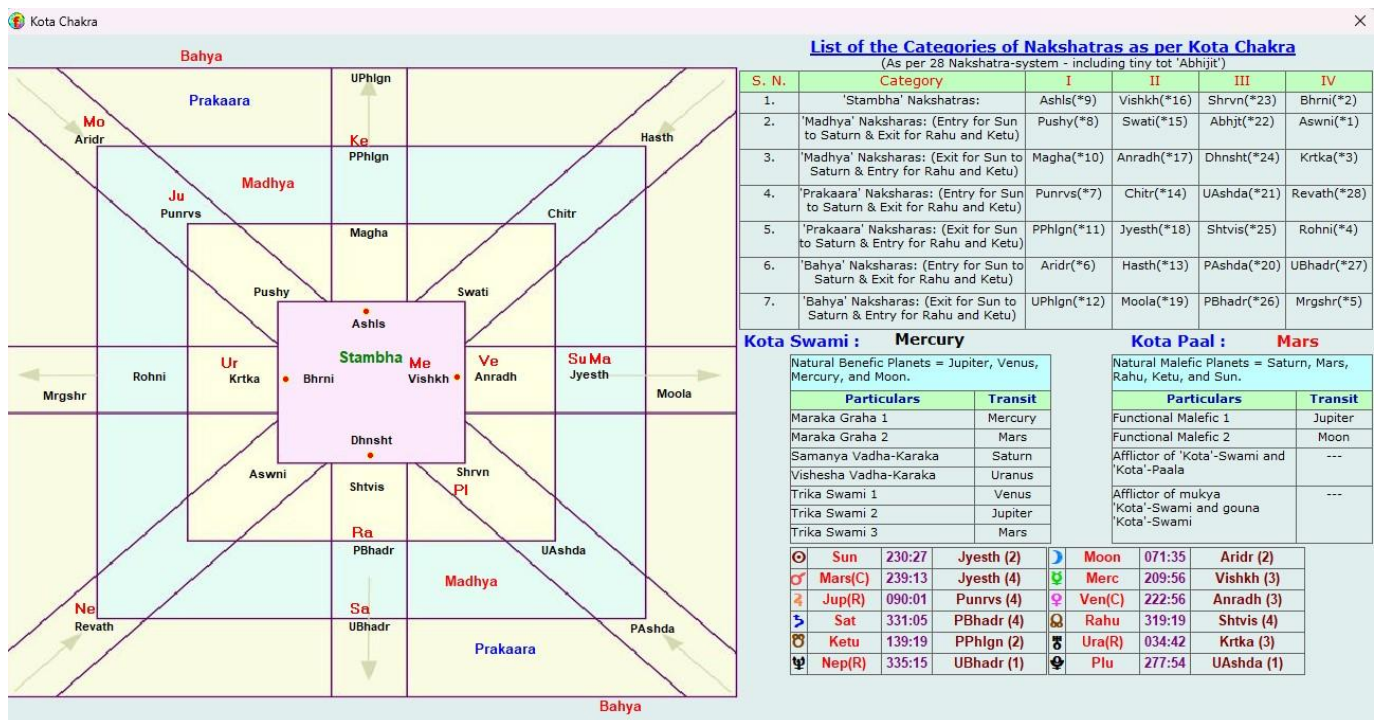 Kota Chakra
Bahya
Prakaara
UPhlgn
Mo
Aridr
Hasth
Ke
PPhlgn
Madhya
Ju
Punrvs
Chitr
Magha
Pushy
Swati
Ashls
Stambha
Ur
Me
Ve
Su Ma
Rohni
Krtka
Bhrni
Vishkh
Anradh
Jyesth
Mrgshr
Moola
Dhnsht
Aswni
Shrvn
Shtvis
Pl
Ra
PBhadr
UAshda
Madhya
Ne
Sa
Revath
UBhadr
PAshda
Prakaara
Bahya
List of the Categories of Nakshatras as per Kota Chakra
(As per 28 Nakshatra-system - including tiny tot 'Abhijit')
S. N. Category I II III IV
1. 'Stambha' Nakshatras: Ashls(*9) Vishkh(*16) Shrvn(*23) Bhrni(*2)
2. 'Madhya' Naksharas: (Entry for Sun Pushy(*8) Swati(*15) Abhjt(*22) Aswni(*1)
to Saturn & Exit for Rahu and Ketu)
3. 'Madhya' Naksharas: (Exit for Sun to Magha(*10) Anradh(*17) Dhnsht(*24) Krtka(*3)
Saturn & Entry for Rahu and Ketu)
4. 'Prakaara' Naksharas: (Entry for Sun Punrvs(*7) Chitr(*14) UAshda(*21) Revath(*28)
to Saturn & Exit for Rahu and Ketu)
5. 'Prakaara' Naksharas: (Exit for Sun PPhlgn(*11) Jyesth(*18) Shtvis(*25) Rohni(*4)
to Saturn & Entry for Rahu and Ketu)
6. 'Bahya' Naksharas: (Entry for Sun to Aridr(*6) Hasth(*13) PAshda(*20) UBhadr(*27)
Saturn & Exit for Rahu and Ketu)
7. 'Bahya' Naksharas: (Exit for Sun to UPhlgn(*12) Moola(*19) PBhadr(*26) Mrgshr(*5)
Saturn & Entry for Rahu and Ketu)
Kota Swami : Mercury
Natural Benefic Planets = Jupiter, Venus,
Mercury, and Moon.
Particulars Transit
Maraka Graha 1 Mercury
Maraka Graha 2 Mars
Samanya Vadha-Karaka Saturn
Vishesha Vadha-Karaka Uranus
Trika Swami 1 Venus
Trika Swami 2 Jupiter
Trika Swami 3 Mars
Kota Paal : Mars
Natural Malefic Planets = Saturn, Mars,
Rahu, Ketu, and Sun.
Particulars Transit
Functional Malefic 1 Jupiter
Functional Malefic 2 Moon
Afflictor of 'Kota'-Swami and ---
'Kota'-Paala
Afflictor of mukya ---
'Kota'-Swami and gouna
'Kota'-Swami
Sun 230:27 Jyesth (2) Moon 071:35 Aridr (2)
Mars(C) 239:13 Jyesth (4) Merc 209:56 Vishkh (3)
Jup(R) 090:01 Punrvs (4) Ven(C) 222:56 Anradh (3)
Sat 331:05 PBhadr (4) Rahu 319:19 Shtvis (4)
Ketu 139:19 PPhlgn (2) Ura(R) 034:42 Krtka (3)
Nep(R) 335:15 UBhadr (1) Plu 277:54 UAshda (1)